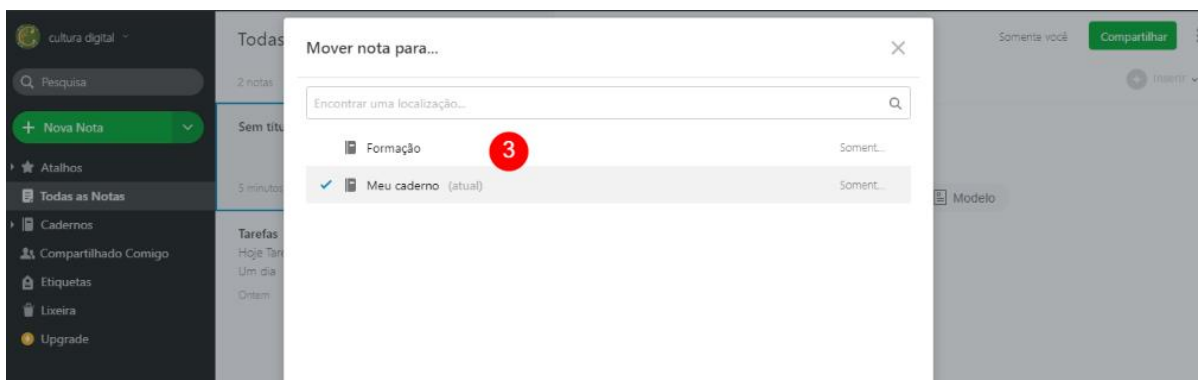 cultura digital
Pesquisa
+ Nova Nota
Atalhos
Todas as Notas
Cadernos
Compartilhado Comigo
Etiquetas
Lixeira
Upgrade
Todas
2 notas
Sem títu
5 minutos
Tarefas
Hoje Tare
Um dia
Ontem
Mover nota para...
Encontrar uma localização...
Formação
3
Soment...
Meu caderno (atual)
Soment...
Somente você
Compartilhar
Inserir
Modelo